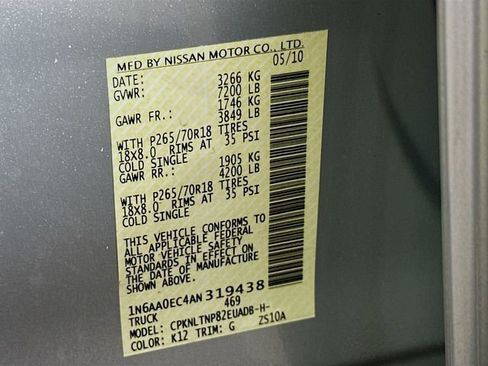 MFD BY NISSAN MOTOR CO., LTD.
DATE: 05/10
GVWR: 3266 KG
7200 LB
GAWR FR.: 1746 KG
3849 LB
WITH P265/70R18 TIRES
18X8.0 RIMS AT 35 PSI
COLD SINGLE
GAWR RR.: 1905 KG
4200 LB
WITH P265/70R18 TIRES
18X8.0 RIMS AT 35 PSI
COLD SINGLE
THIS VEHICLE CONFORMS TO
ALL APPLICABLE FEDERAL
MOTOR VEHICLE SAFETY
STANDARDS IN EFFECT ON
THE DATE OF MANUFACTURE
SHOWN ABOVE.
1N6AA0EC4AN319438
TRUCK 469
MODEL: CPKNLTNP82EUADB-H-
COLOR: K12 TRIM: G ZS10A